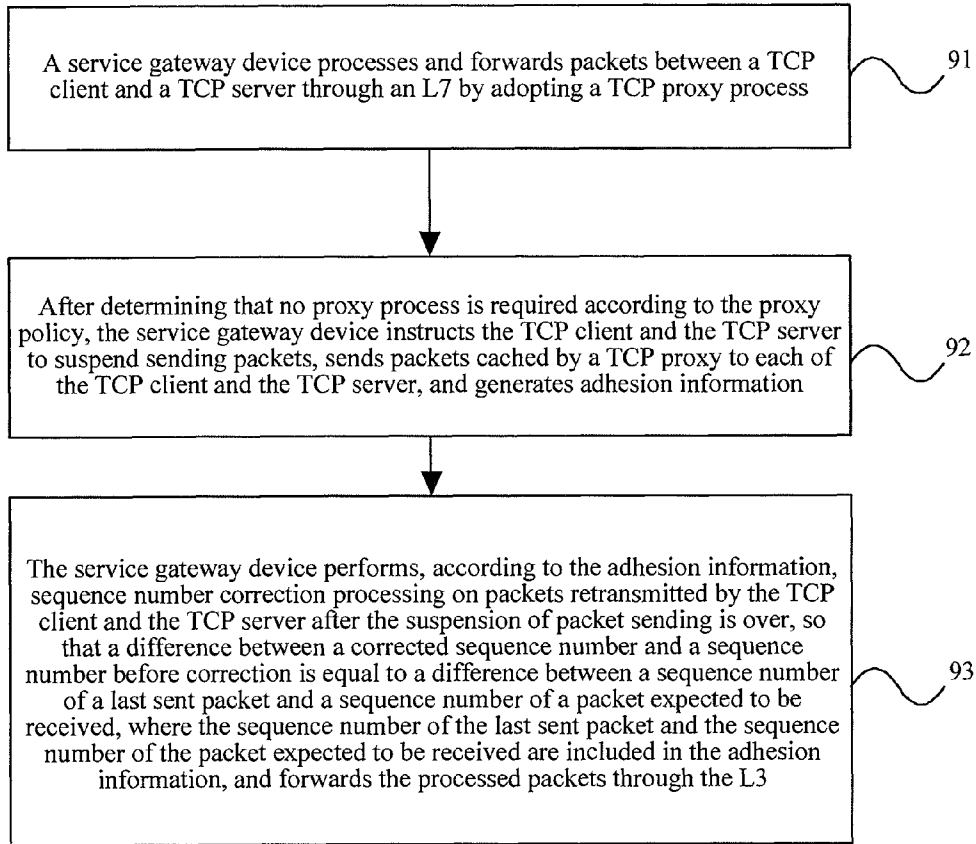 A service gateway device processes and forwards packets between a TCP
client and a TCP server through an L7 by adopting a TCP proxy process
91
After determining that no proxy process is required according to the proxy
policy, the service gateway device instructs the TCP client and the TCP server
to suspend sending packets, sends packets cached by a TCP proxy to each of
the TCP client and the TCP server, and generates adhesion information
92
The service gateway device performs, according to the adhesion information,
sequence number correction processing on packets retransmitted by the TCP
client and the TCP server after the suspension of packet sending is over, so
that a difference between a corrected sequence number and a sequence
number before correction is equal to a difference between a sequence number
of a last sent packet and a sequence number of a packet expected to be
received, where the sequence number of the last sent packet and the sequence
number of the packet expected to be received are included in the adhesion
information, and forwards the processed packets through the L3
93